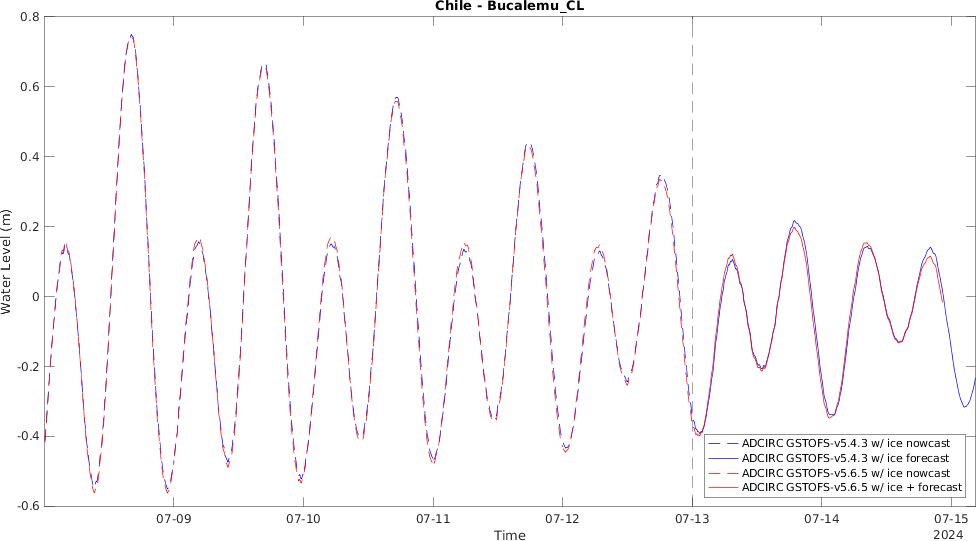 Chile - Bucalemu_CL
0.8
0.6
0.4
0.2
0
-0.2
-0.4
-0.6
Water Level (m)
07-09
07-10
07-11
07-12
07-13
07-14
07-15
Time
2024
ADCIRC GSTOFS-v5.4.3 w/ ice nowcast
ADCIRC GSTOFS-v5.4.3 w/ ice forecast
ADCIRC GSTOFS-v5.6.5 w/ ice nowcast
ADCIRC GSTOFS-v5.6.5 w/ ice + forecast